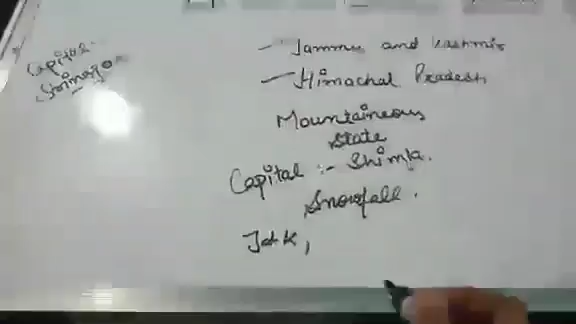 Capital -
Srinagar
- Jammu and Kashmir
- Himachal Pradesh
Mountaineous
state
Capital :- Shimla.
Snowfall.
J&K,